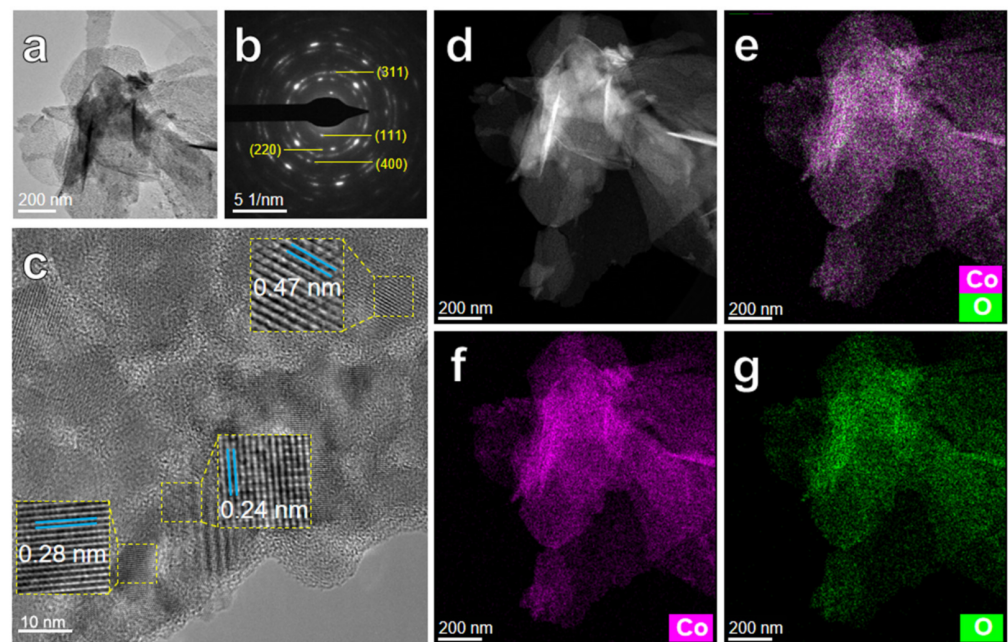 a
200 nm
b
(311)
(111)
(220)
(400)
5 1/nm
c
0.47 nm
0.24 nm
0.28 nm
10 nm
d
200 nm
e
Co
O
200 nm
f
200 nm
Co
g
200 nm
O